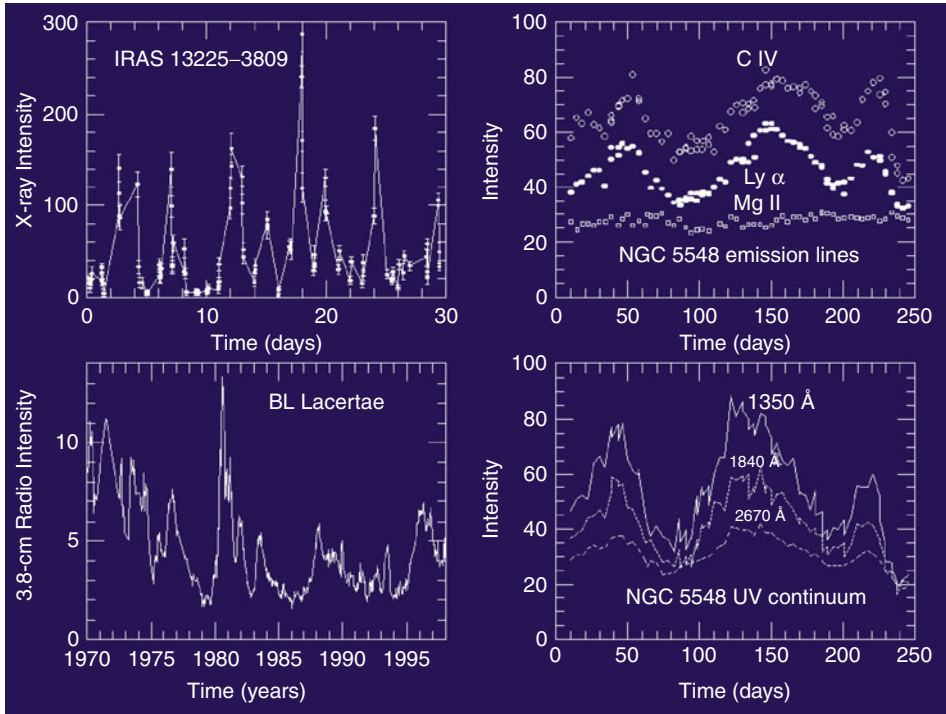 300
200
100
0
X-ray Intensity
IRAS 13225–3809
0 10 20 30
Time (days)
100
80
60
40
20
0
Intensity
C IV
Ly α
Mg II
NGC 5548 emission lines
0 50 100 150 200 250
Time (days)
10
5
0
3.8-cm Radio Intensity
BL Lacertae
1970 1975 1980 1985 1990 1995
Time (years)
100
80
60
40
20
0
Intensity
1350 Å
1840 Å
2670 Å
NGC 5548 UV continuum
0 50 100 150 200 250
Time (days)